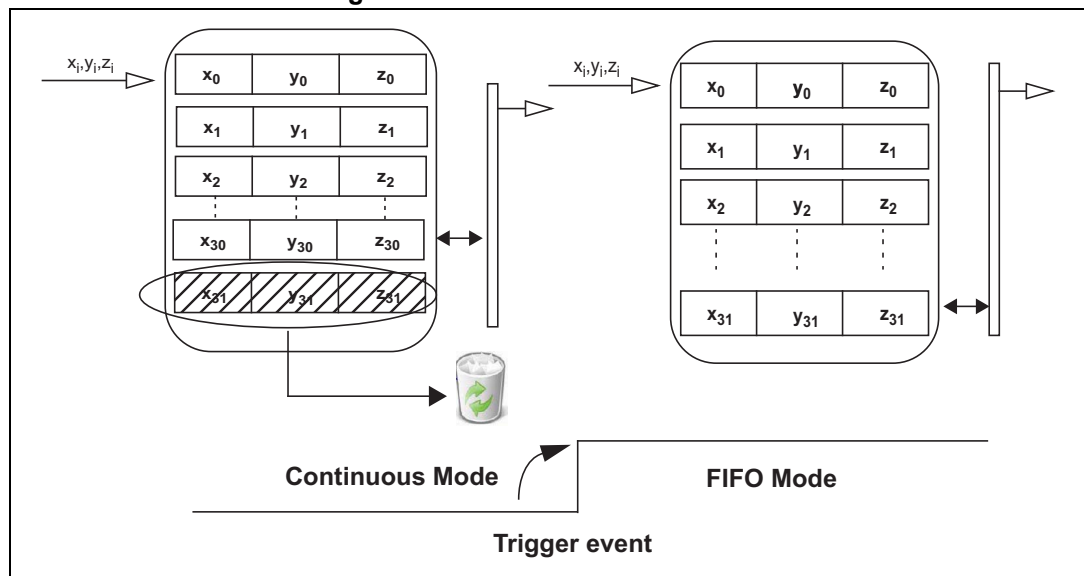 xᵢ,yᵢ,zᵢ
x₀ y₀ z₀
x₁ y₁ z₁
x₂ y₂ z₂
x₃₀ y₃₀ z₃₀
x₃₁ y₃₁ z₃₁
xᵢ,yᵢ,zᵢ
x₀ y₀ z₀
x₁ y₁ z₁
x₂ y₂ z₂
x₃₁ y₃₁ z₃₁
Continuous Mode
FIFO Mode
Trigger event